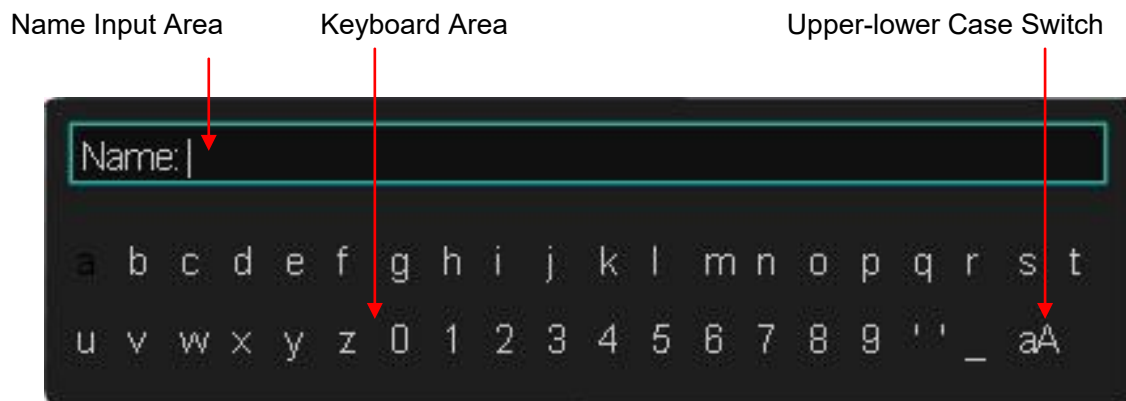 Name Input Area Keyboard Area Upper-lower Case Switch
Name:
a b c d e f g h i j k l m n o p q r s t
u v w x y z 0 1 2 3 4 5 6 7 8 9 ' ' _ aA